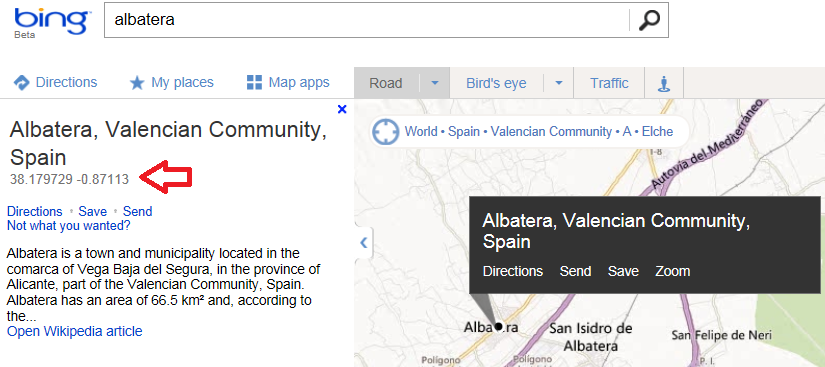 bing
Beta
albatera
Directions My places Map apps Road Bird's eye Traffic
Albatera, Valencian Community,
Spain
38.179729 -0.87113
Directions Save Send
Not what you wanted?
Albatera is a town and municipality located in the
comarca of Vega Baja del Segura, in the province of
Alicante, part of the Valencian Community, Spain.
Albatera has an area of 66.5 km² and, according to
the...
Open Wikipedia article
World • Spain • Valencian Community • A • Elche
Autovía del Mediterráneo
Albatera, Valencian Community,
Spain
Directions Send Save Zoom
Albatera
San Isidro de
Albatera
San Felipe de Neri
Polígono
Polígono
P. I.